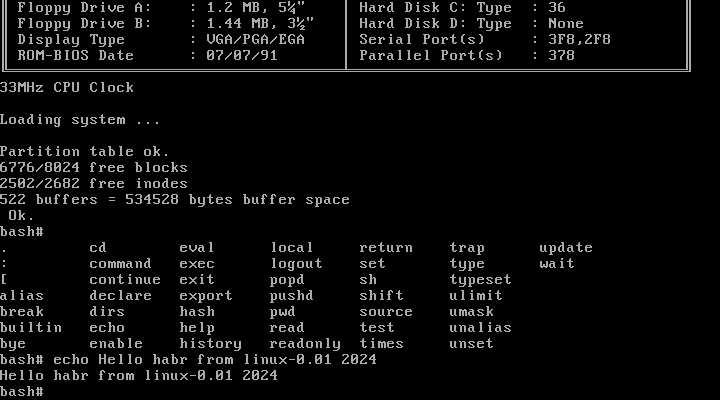 Floppy Drive A:     : 1.2 MB, 5¼"    Hard Disk C: Type  : 36
Floppy Drive B:     : 1.44 MB, 3½"   Hard Disk D: Type  : None
Display Type        : VGA/PGA/EGA    Serial Port(s)     : 3F8,2F8
ROM-BIOS Date       : 07/07/91       Parallel Port(s)   : 378
33MHz CPU Clock
Loading system ...
Partition table ok.
6776/8024 free blocks
2502/2682 free inodes
522 buffers = 534528 bytes buffer space
 Ok.
bash#
.         cd        eval      local     return    trap      update
:         command   exec      logout    set       type      wait
[         continue  exit      popd      sh        typeset
alias     declare   export    pushd     shift     ulimit
break     dirs      hash      pwd       source    umask
builtin   echo      help      read      test      unalias
bye       enable    history   readonly  times     unset
bash# echo Hello habr from linux-0.01 2024
Hello habr from linux-0.01 2024
bash#